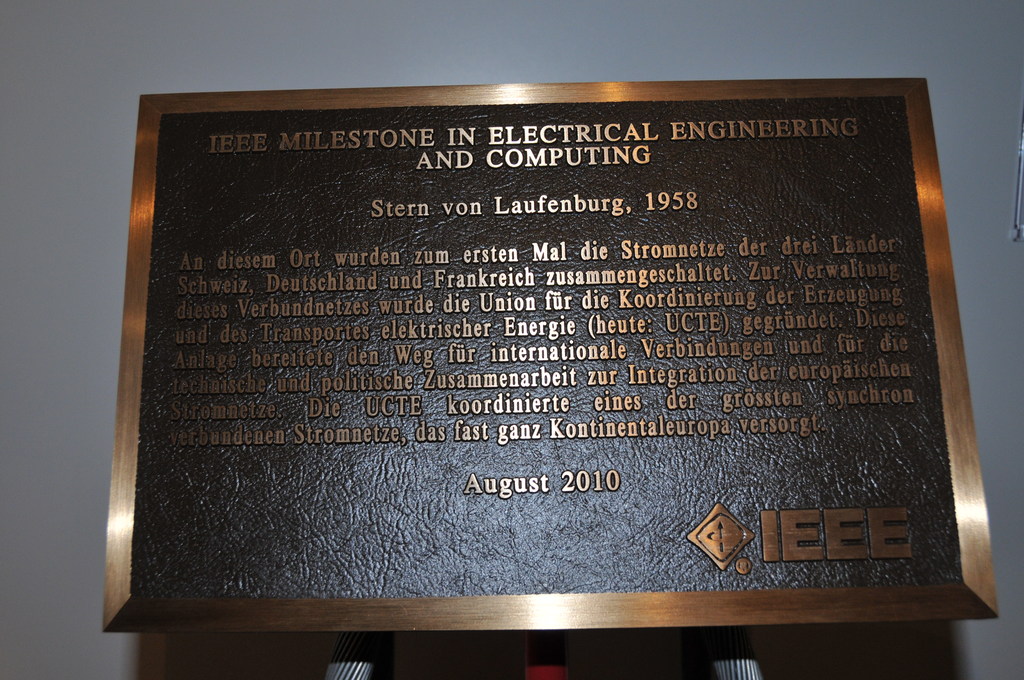 IEEE MILESTONE IN ELECTRICAL ENGINEERING
AND COMPUTING
Stern von Laufenburg, 1958
An diesem Ort wurden zum ersten Mal die Stromnetze der drei Länder
Schweiz, Deutschland und Frankreich zusammengeschaltet. Zur Verwaltung
dieses Verbundnetzes wurde die Union für die Koordinierung der Erzeugung
und des Transportes elektrischer Energie (heute: UCTE) gegründet. Diese
Anlage bereitete den Weg für internationale Verbindungen und für die
technische und politische Zusammenarbeit zur Integration der europäischen
Stromnetze. Die UCTE koordinierte eines der grössten synchron
verbundenen Stromnetze, das fast ganz Kontinentaleuropa versorgt.
August 2010
IEEE
®